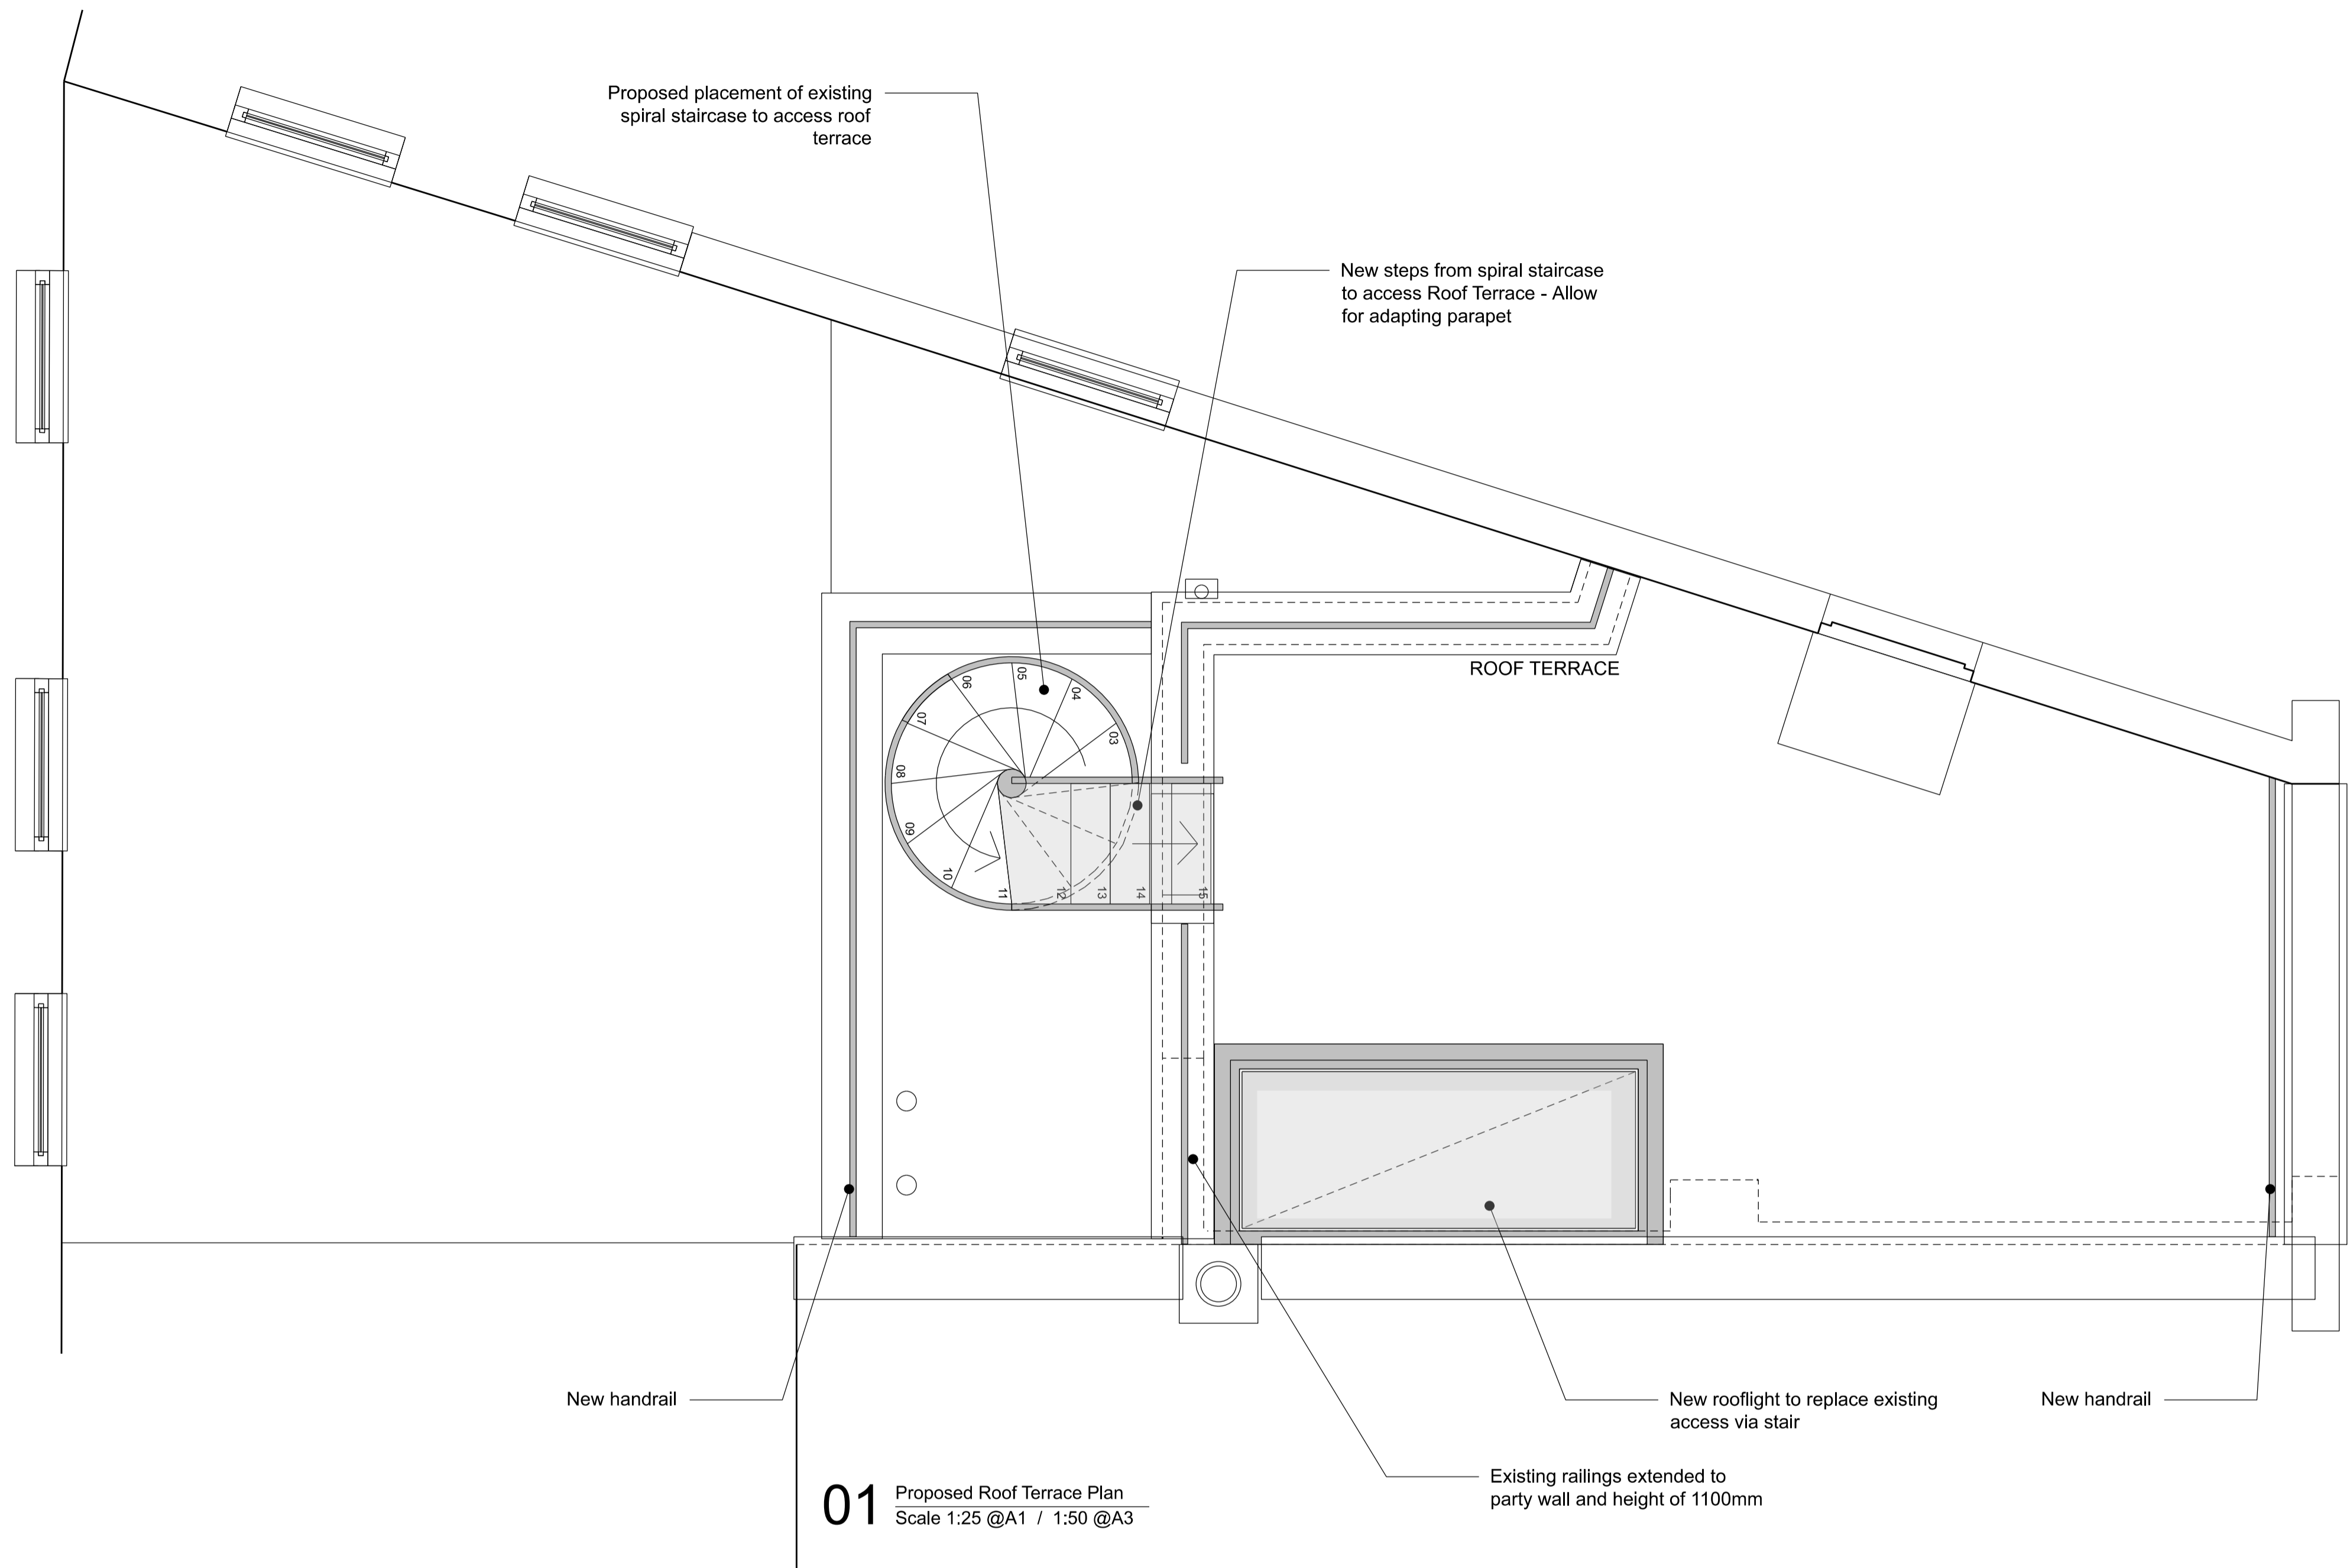 Proposed placement of existing
spiral staircase to access roof
terrace
New steps from spiral staircase
to access Roof Terrace - Allow
for adapting parapet
ROOF TERRACE
03
04
05
06
07
08
09
10
11
12
13
14
15
New handrail
New rooflight to replace existing
access via stair
New handrail
Existing railings extended to
party wall and height of 1100mm
01
Proposed Roof Terrace Plan
Scale 1:25 @A1 / 1:50 @A3